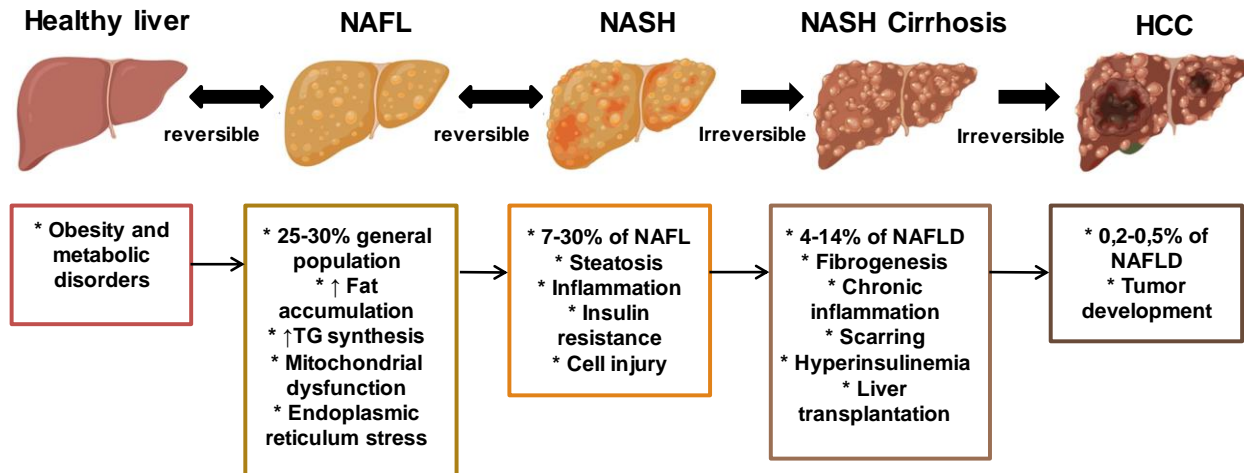 Healthy liver
NAFL
NASH
NASH Cirrhosis
HCC
reversible
reversible
Irreversible
Irreversible
* Obesity and
metabolic
disorders
* 25-30% general
population
* ↑ Fat
accumulation
* ↑TG synthesis
* Mitochondrial
dysfunction
* Endoplasmic
reticulum stress
* 7-30% of NAFL
* Steatosis
* Inflammation
* Insulin
resistance
* Cell injury
* 4-14% of NAFLD
* Fibrogenesis
* Chronic
inflammation
* Scarring
* Hyperinsulinemia
* Liver
transplantation
* 0,2-0,5% of
NAFLD
* Tumor
development